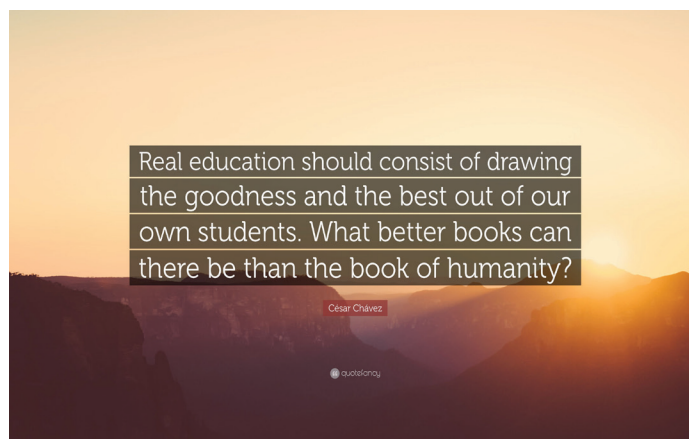 Real education should consist of drawing
the goodness and the best out of our
own students. What better books can
there be than the book of humanity?
César Chávez
quotefancy